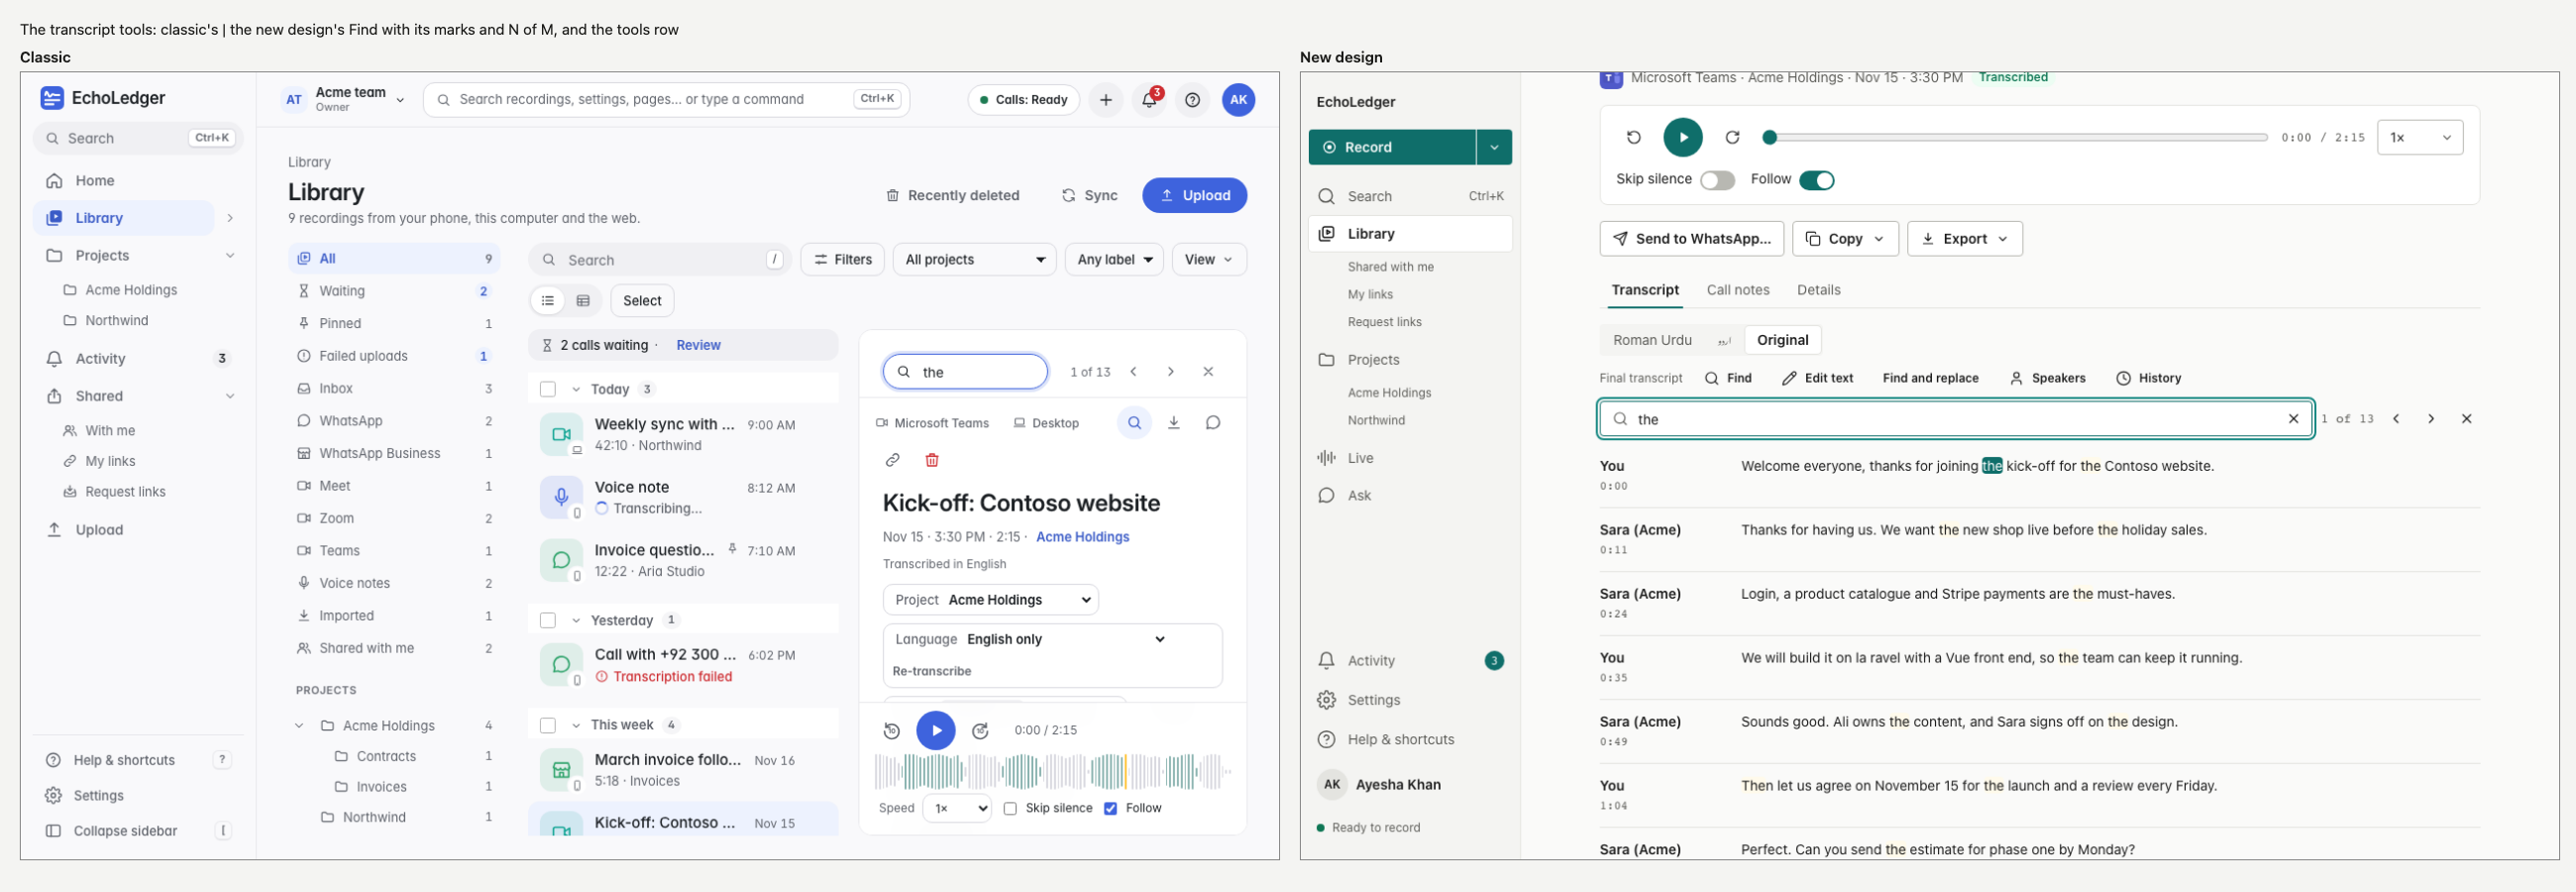 The transcript tools: classic's | the new design's Find with its marks and N of M, and the tools row
Classic
EchoLedger
Search Ctrl+K
Home
Library
Projects
Acme Holdings
Northwind
Activity 3
Shared
With me
My links
Request links
Upload
Help & shortcuts ?
Settings
Collapse sidebar [
AT Acme team
Owner
Search recordings, settings, pages... or type a command Ctrl+K
Calls: Ready
3
AK
Library
Library
9 recordings from your phone, this computer and the web.
Recently deleted
Sync
Upload
All 9
Waiting 2
Pinned 1
Failed uploads 1
Inbox 3
WhatsApp 2
WhatsApp Business 1
Meet 1
Zoom 2
Teams 1
Voice notes 2
Imported 1
Shared with me 2
PROJECTS
Acme Holdings 4
Contracts 1
Invoices 1
Northwind 1
Search /
Filters
All projects
Any label
View
Select
2 calls waiting · Review
Today 3
Weekly sync with ... 9:00 AM
42:10 · Northwind
Voice note 8:12 AM
Transcribing...
Invoice questio... 7:10 AM
12:22 · Aria Studio
Yesterday 1
Call with +92 300 ... 6:02 PM
Transcription failed
This week 4
March invoice follo... Nov 16
5:18 · Invoices
Kick-off: Contoso ... Nov 15
the 1 of 13
Microsoft Teams Desktop
Kick-off: Contoso website
Nov 15 · 3:30 PM · 2:15 · Acme Holdings
Transcribed in English
Project Acme Holdings
Language English only
Re-transcribe
10 10 0:00 / 2:15
Speed 1× Skip silence Follow
New design
EchoLedger
Record
Search Ctrl+K
Library
Shared with me
My links
Request links
Projects
Acme Holdings
Northwind
Live
Ask
Activity 3
Settings
Help & shortcuts
AK Ayesha Khan
Ready to record
Microsoft Teams · Acme Holdings · Nov 15 · 3:30 PM Transcribed
0:00 / 2:15 1×
Skip silence Follow
Send to WhatsApp...
Copy
Export
Transcript Call notes Details
Roman Urdu اردو Original
Final transcript Find Edit text Find and replace Speakers History
the 1 of 13
You Welcome everyone, thanks for joining the kick-off for the Contoso website.
0:00
Sara (Acme) Thanks for having us. We want the new shop live before the holiday sales.
0:11
Sara (Acme) Login, a product catalogue and Stripe payments are the must-haves.
0:24
You We will build it on la ravel with a Vue front end, so the team can keep it running.
0:35
Sara (Acme) Sounds good. Ali owns the content, and Sara signs off on the design.
0:49
You Then let us agree on November 15 for the launch and a review every Friday.
1:04
Sara (Acme) Perfect. Can you send the estimate for phase one by Monday?